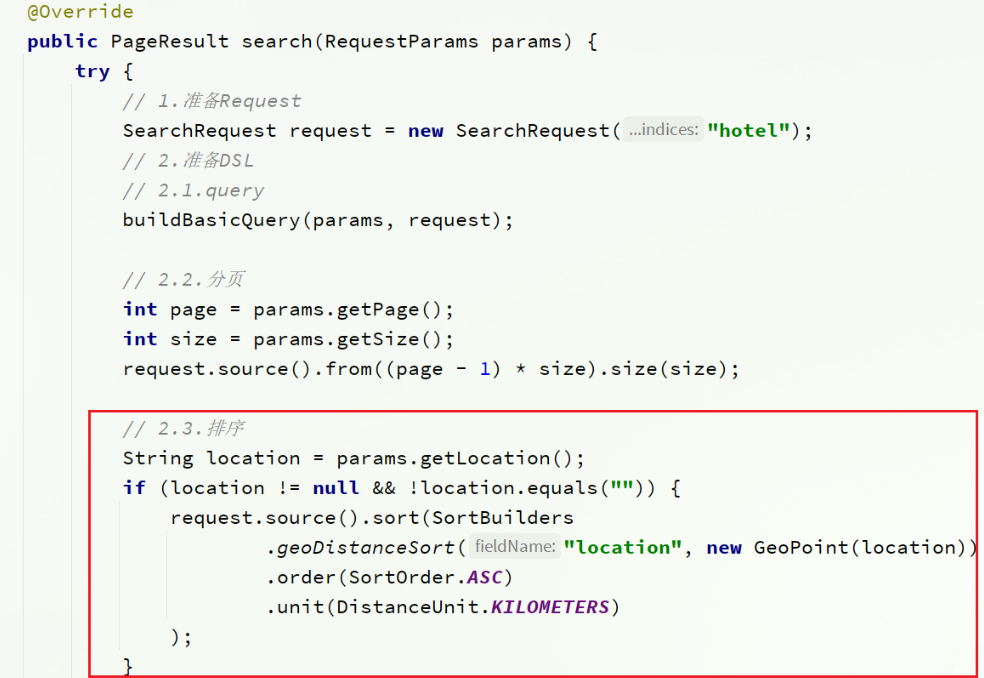 @Override
public PageResult search(RequestParams params) {
try {
// 1.准备Request
SearchRequest request = new SearchRequest( ...indices: "hotel");
// 2.准备DSL
// 2.1.query
buildBasicQuery(params, request);
// 2.2.分页
int page = params.getPage();
int size = params.getSize();
request.source().from((page - 1) * size).size(size);
// 2.3.排序
String location = params.getLocation();
if (location != null && !location.equals("")) {
request.source().sort(SortBuilders
.geoDistanceSort( fieldName: "location", new GeoPoint(location))
.order(SortOrder.ASC)
.unit(DistanceUnit.KILOMETERS)
);
}